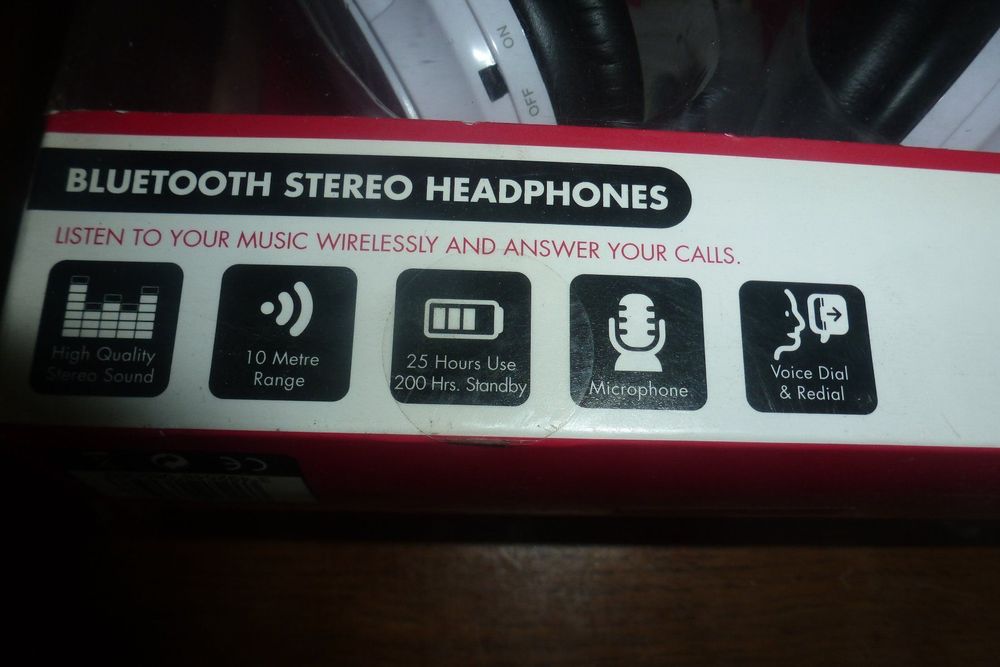 ON
OFF
BLUETOOTH STEREO HEADPHONES
LISTEN TO YOUR MUSIC WIRELESSLY AND ANSWER YOUR CALLS.
High Quality
Stereo Sound
10 Metre
Range
25 Hours Use
200 Hrs. Standby
Microphone
Voice Dial
& Redial
CE